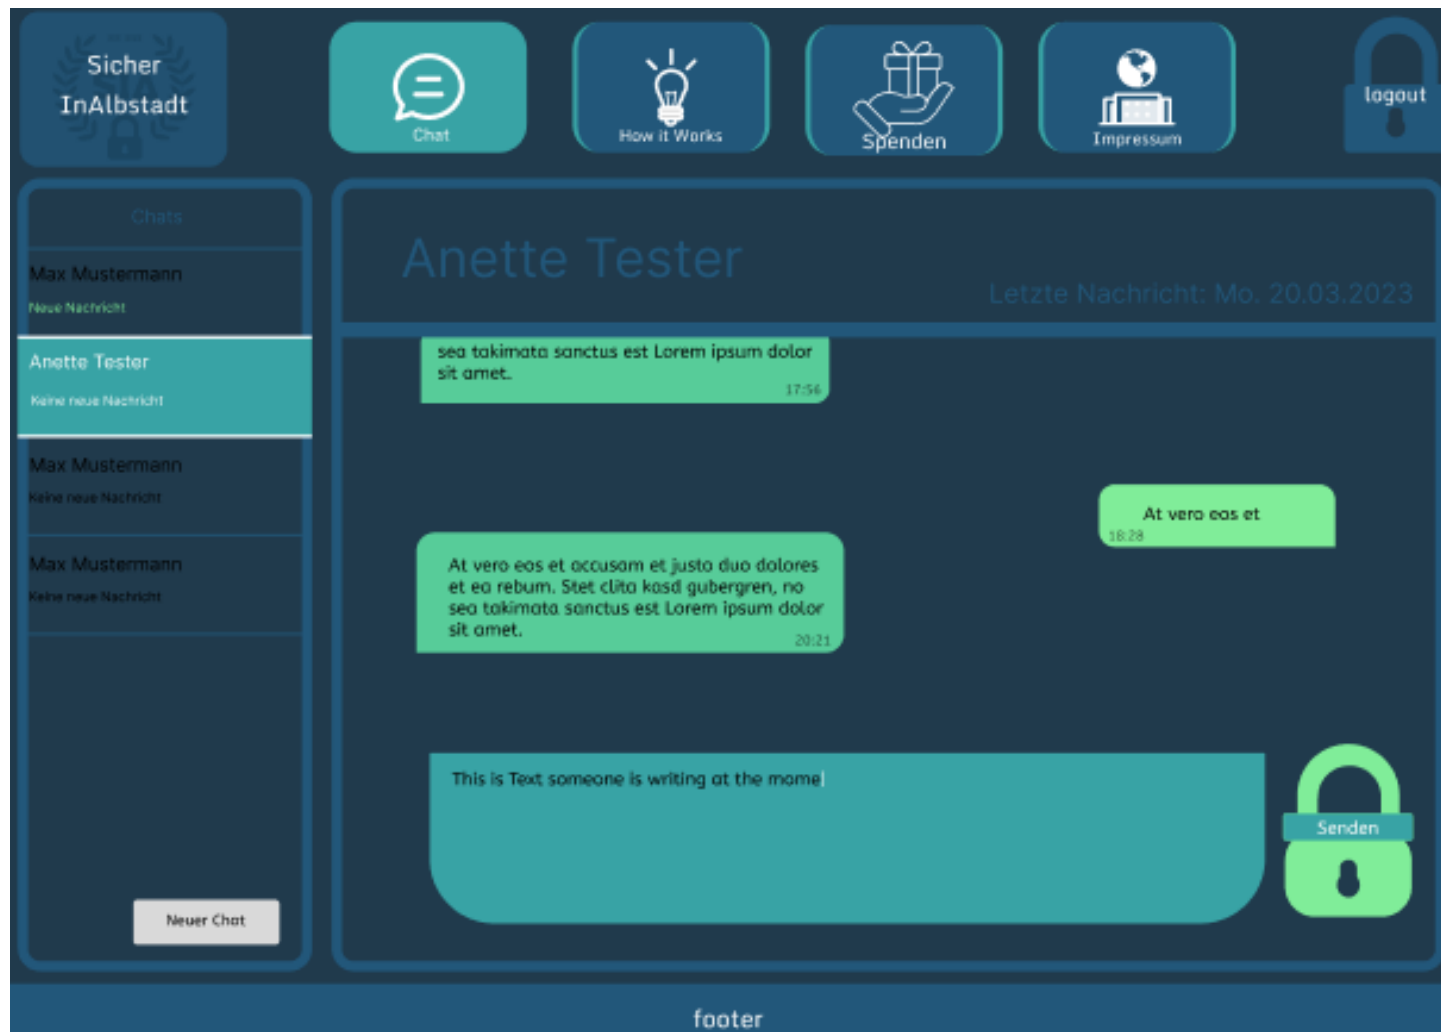 Sicher
InAlbstadt
Chat
How it Works
Spenden
Impressum
logout
Chats
Max Mustermann
Neue Nachricht
Anette Tester
Keine neue Nachricht
Max Mustermann
Keine neue Nachricht
Max Mustermann
Keine neue Nachricht
Neuer Chat
Anette Tester
Letzte Nachricht: Mo. 20.03.2023
sea takimata sanctus est Lorem ipsum dolor
sit amet.
17:56
At vero eos et
18:28
At vero eos et accusam et justo duo dolores
et ea rebum. Stet clita kasd gubergren, no
sea takimata sanctus est Lorem ipsum dolor
sit amet.
20:21
This is Text someone is writing at the mome
Senden
footer